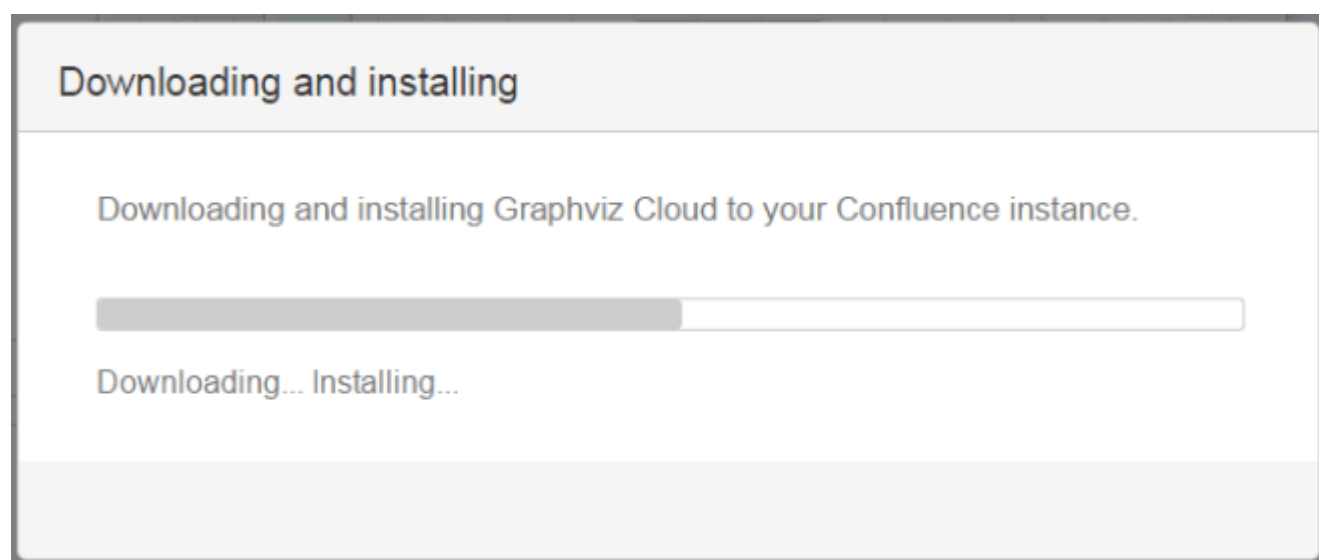 Downloading and installing
Downloading and installing Graphviz Cloud to your Confluence instance.
Downloading... Installing...